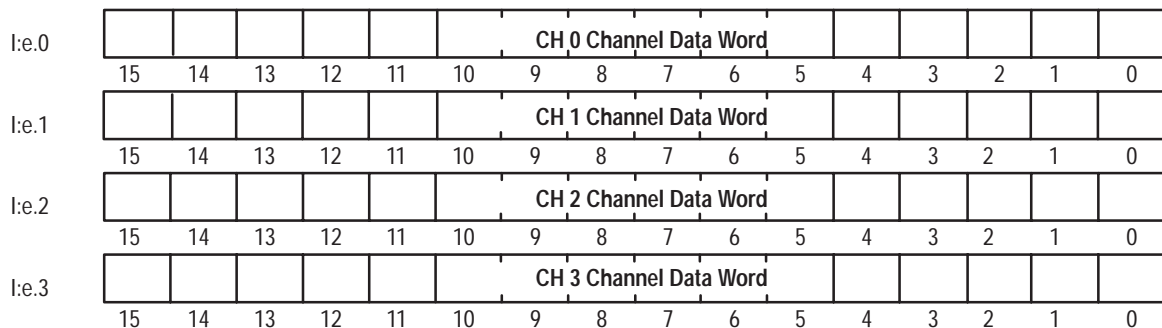 I:e.0 CH 0 Channel Data Word
15 14 13 12 11 10 9 8 7 6 5 4 3 2 1 0
I:e.1 CH 1 Channel Data Word
15 14 13 12 11 10 9 8 7 6 5 4 3 2 1 0
I:e.2 CH 2 Channel Data Word
15 14 13 12 11 10 9 8 7 6 5 4 3 2 1 0
I:e.3 CH 3 Channel Data Word
15 14 13 12 11 10 9 8 7 6 5 4 3 2 1 0